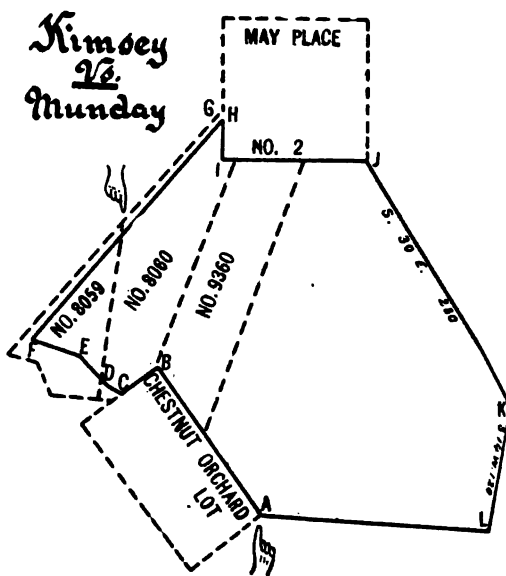 Kimsey
Vs.
Munday
MAY PLACE
G H
I NO. 2 J
S. 30 E. 280
NO. 8059
NO. 8060
NO. 9360
F E D C B
CHESTNUT ORCHARD
LOT
A
K
L